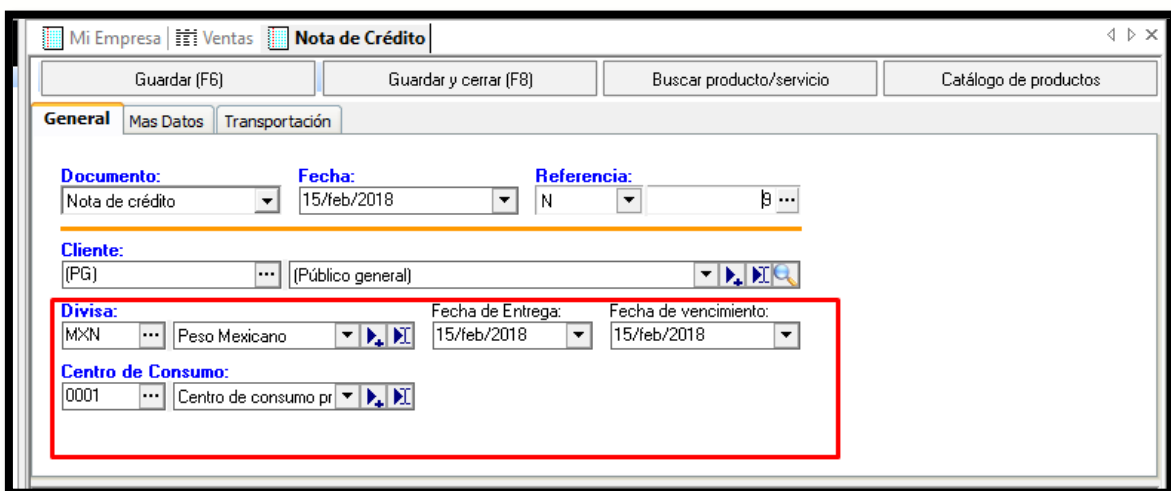 Mi Empresa Ventas Nota de Crédito
Guardar (F6) Guardar y cerrar (F8) Buscar producto/servicio Catálogo de productos
General Mas Datos Transportación
Documento: Fecha: Referencia:
Nota de crédito 15/feb/2018 N 9 ...
Cliente:
(PG) ... (Público general)
Divisa: Fecha de Entrega: Fecha de vencimiento:
MXN ... Peso Mexicano 15/feb/2018 15/feb/2018
Centro de Consumo:
0001 ... Centro de consumo pr